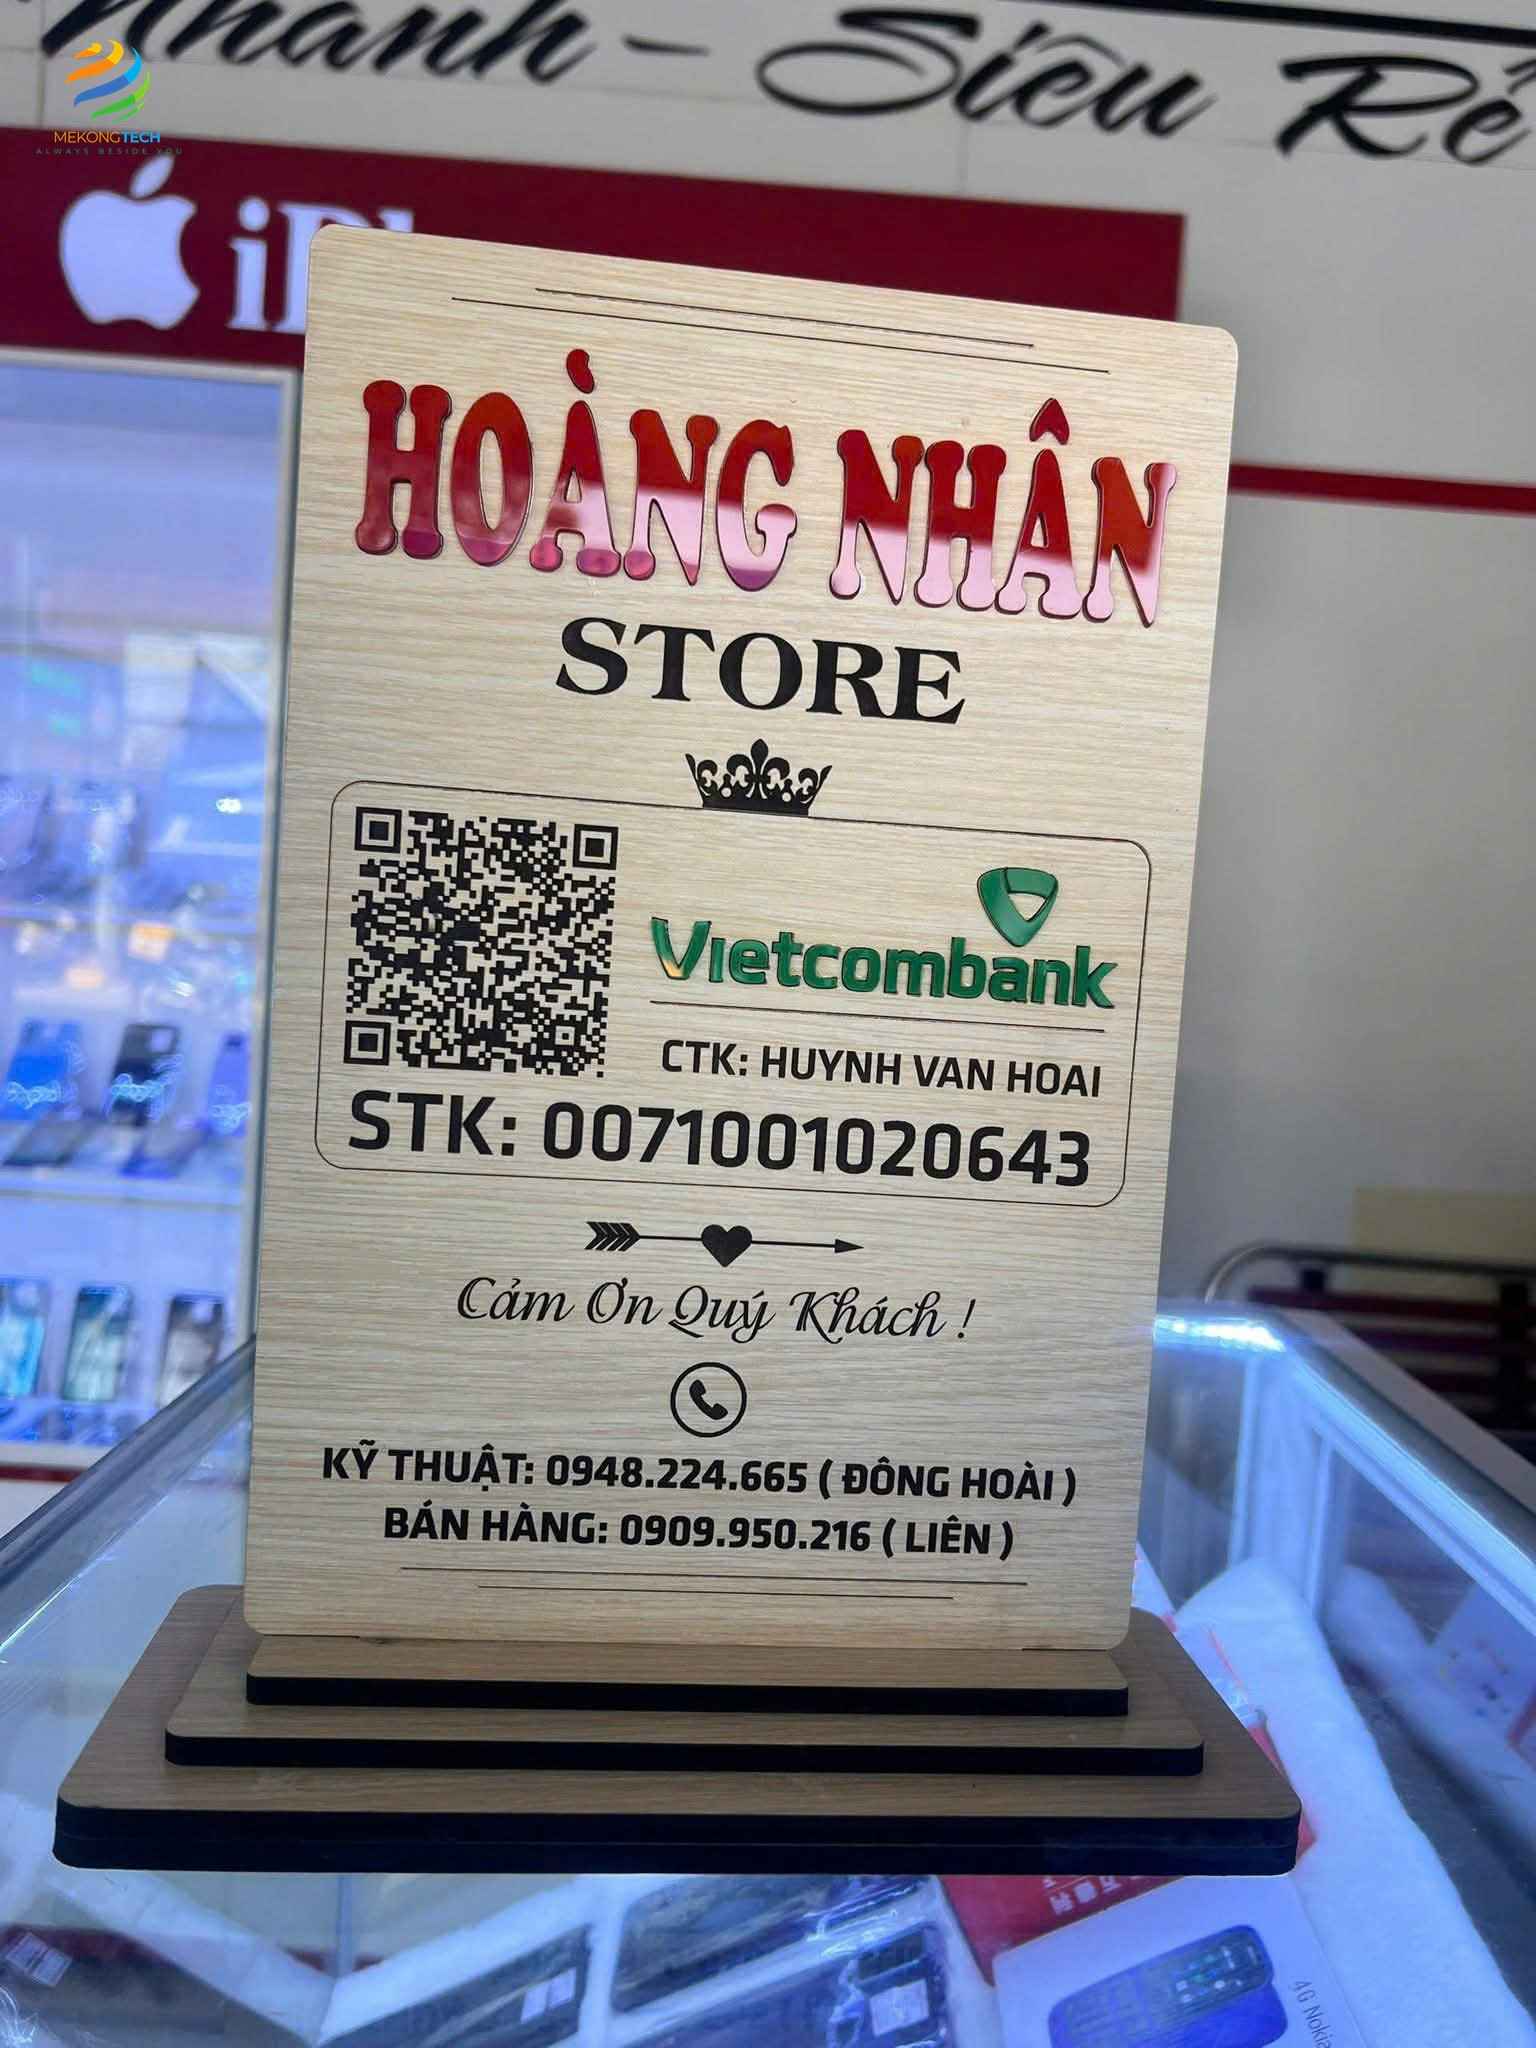 Nhanh - Siêu Rẻ
MEKONGTECH
ALWAYS BESIDE YOU
HOÀNG NHÂN
STORE
Vietcombank
CTK: HUYNH VAN HOAI
STK: 0071001020643
Cảm Ơn Quý Khách !
KỸ THUẬT: 0948.224.665 ( ĐÔNG HOÀI )
BÁN HÀNG: 0909.950.216 ( LIÊN )
4G Nokia